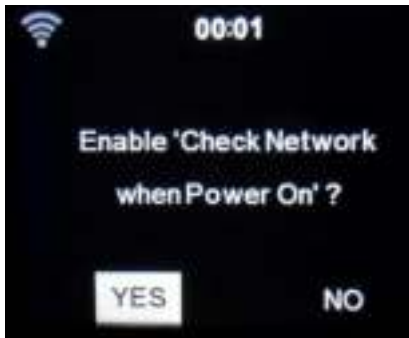 00:01
Enable 'Check Network
when Power On' ?
YES
NO